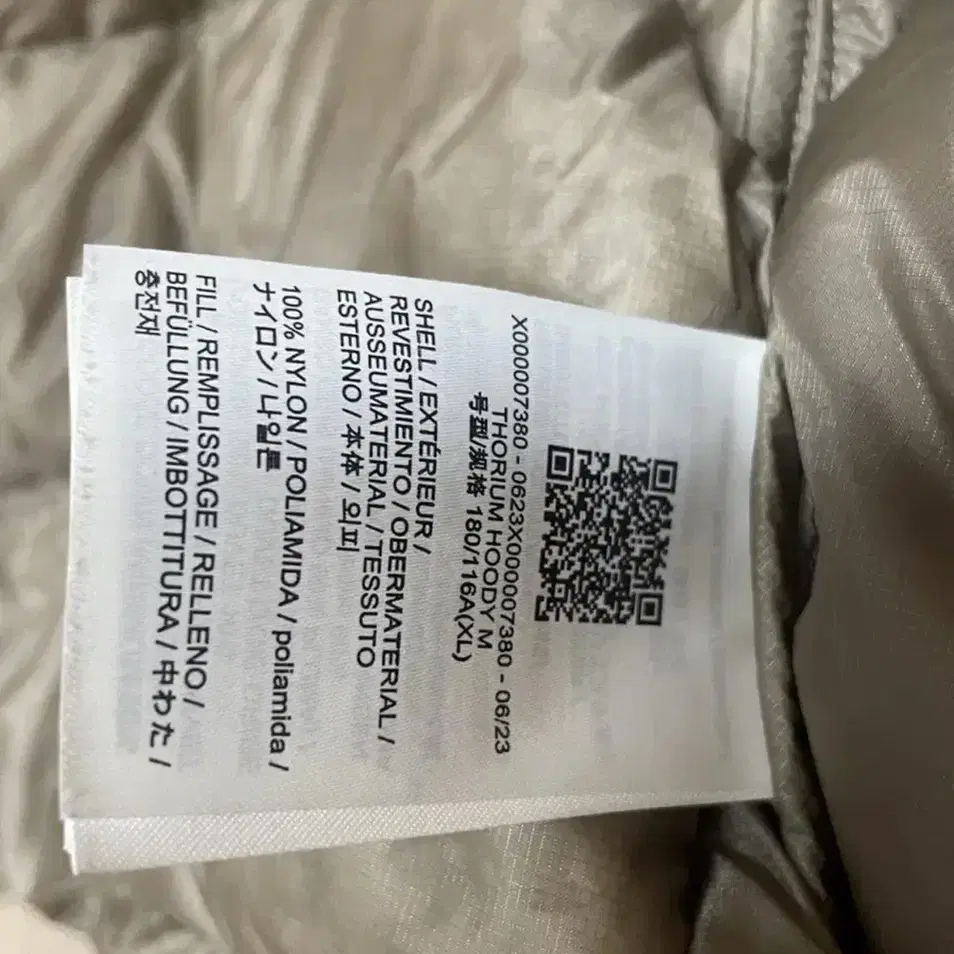 X000007380 - 0623X000007380 - 06/23
THORIUM HOODY M
号型/规格 180/116A(XL)
SHELL / EXTÉRIEUR /
REVESTIMIENTO / OBERMATERIAL /
AUSSEUMATERIAL / TESSUTO
ESTERNO / 本体 / 외피
100% NYLON / POLIAMIDA / poliamida /
ナイロン / 나일론
FILL / REMPLISSAGE / RELLENO /
BEFÜLLUNG / IMBOTTITURA / 中わた /
충전재